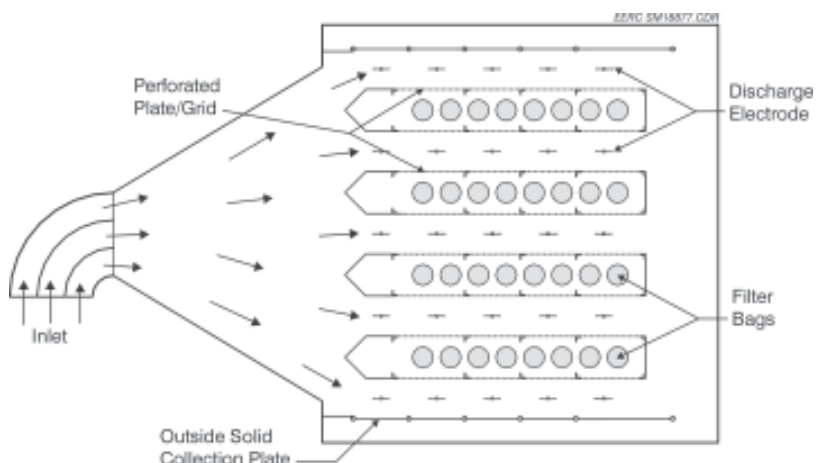 EERC SM18877.CDR
Perforated
Plate/Grid
Discharge
Electrode
Inlet
Filter
Bags
Outside Solid
Collection Plate